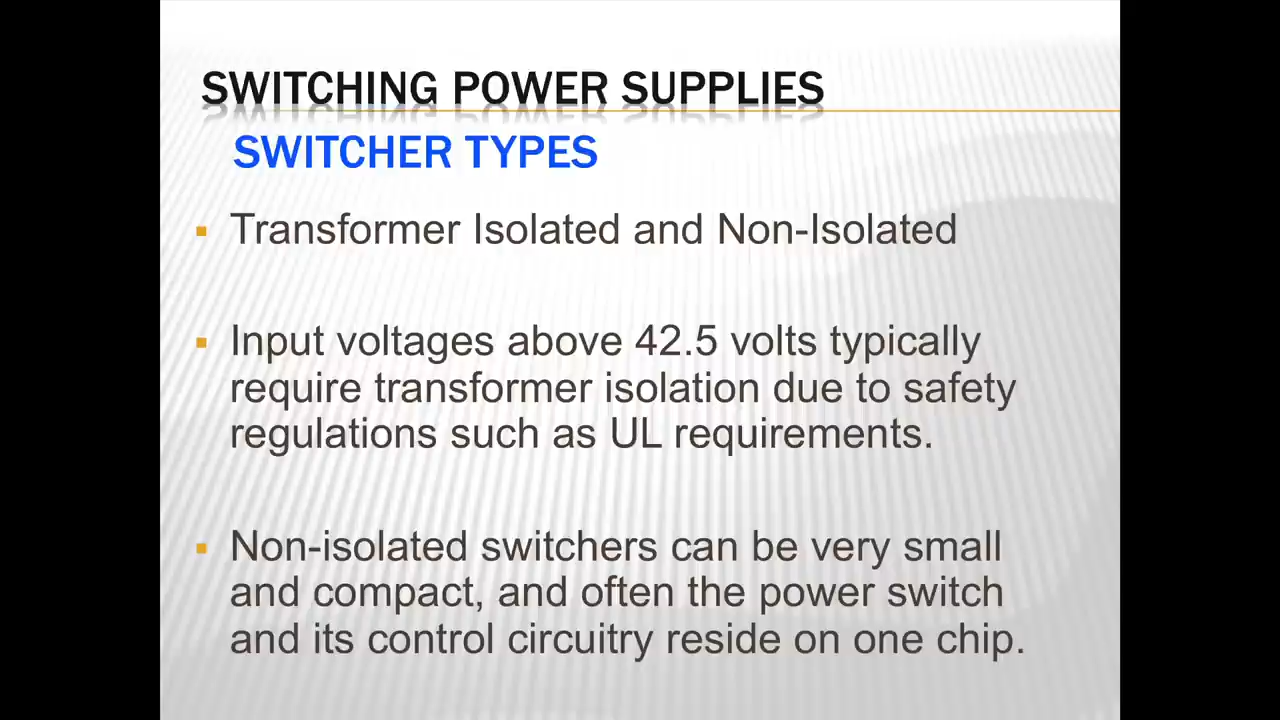 SWITCHING POWER SUPPLIES
SWITCHER TYPES
▪ Transformer Isolated and Non-Isolated
▪ Input voltages above 42.5 volts typically
require transformer isolation due to safety
regulations such as UL requirements.
▪ Non-isolated switchers can be very small
and compact, and often the power switch
and its control circuitry reside on one chip.